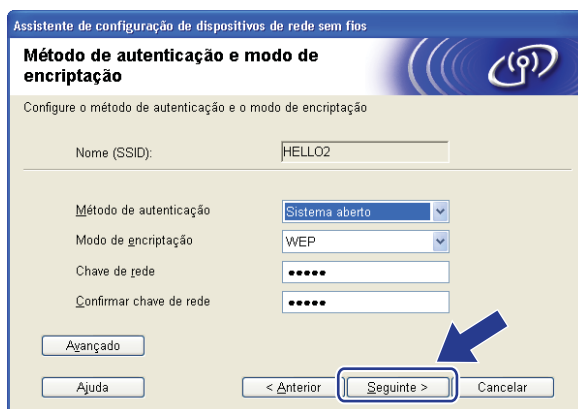 Assistente de configuração de dispositivos de rede sem fios
Método de autenticação e modo de
encriptação
Configure o método de autenticação e o modo de encriptação
Nome (SSID): HELLO2
Método de autenticação Sistema aberto
Modo de encriptação WEP
Chave de rede •••••
Confirmar chave de rede •••••
Avançado
Ajuda < Anterior Seguinte > Cancelar